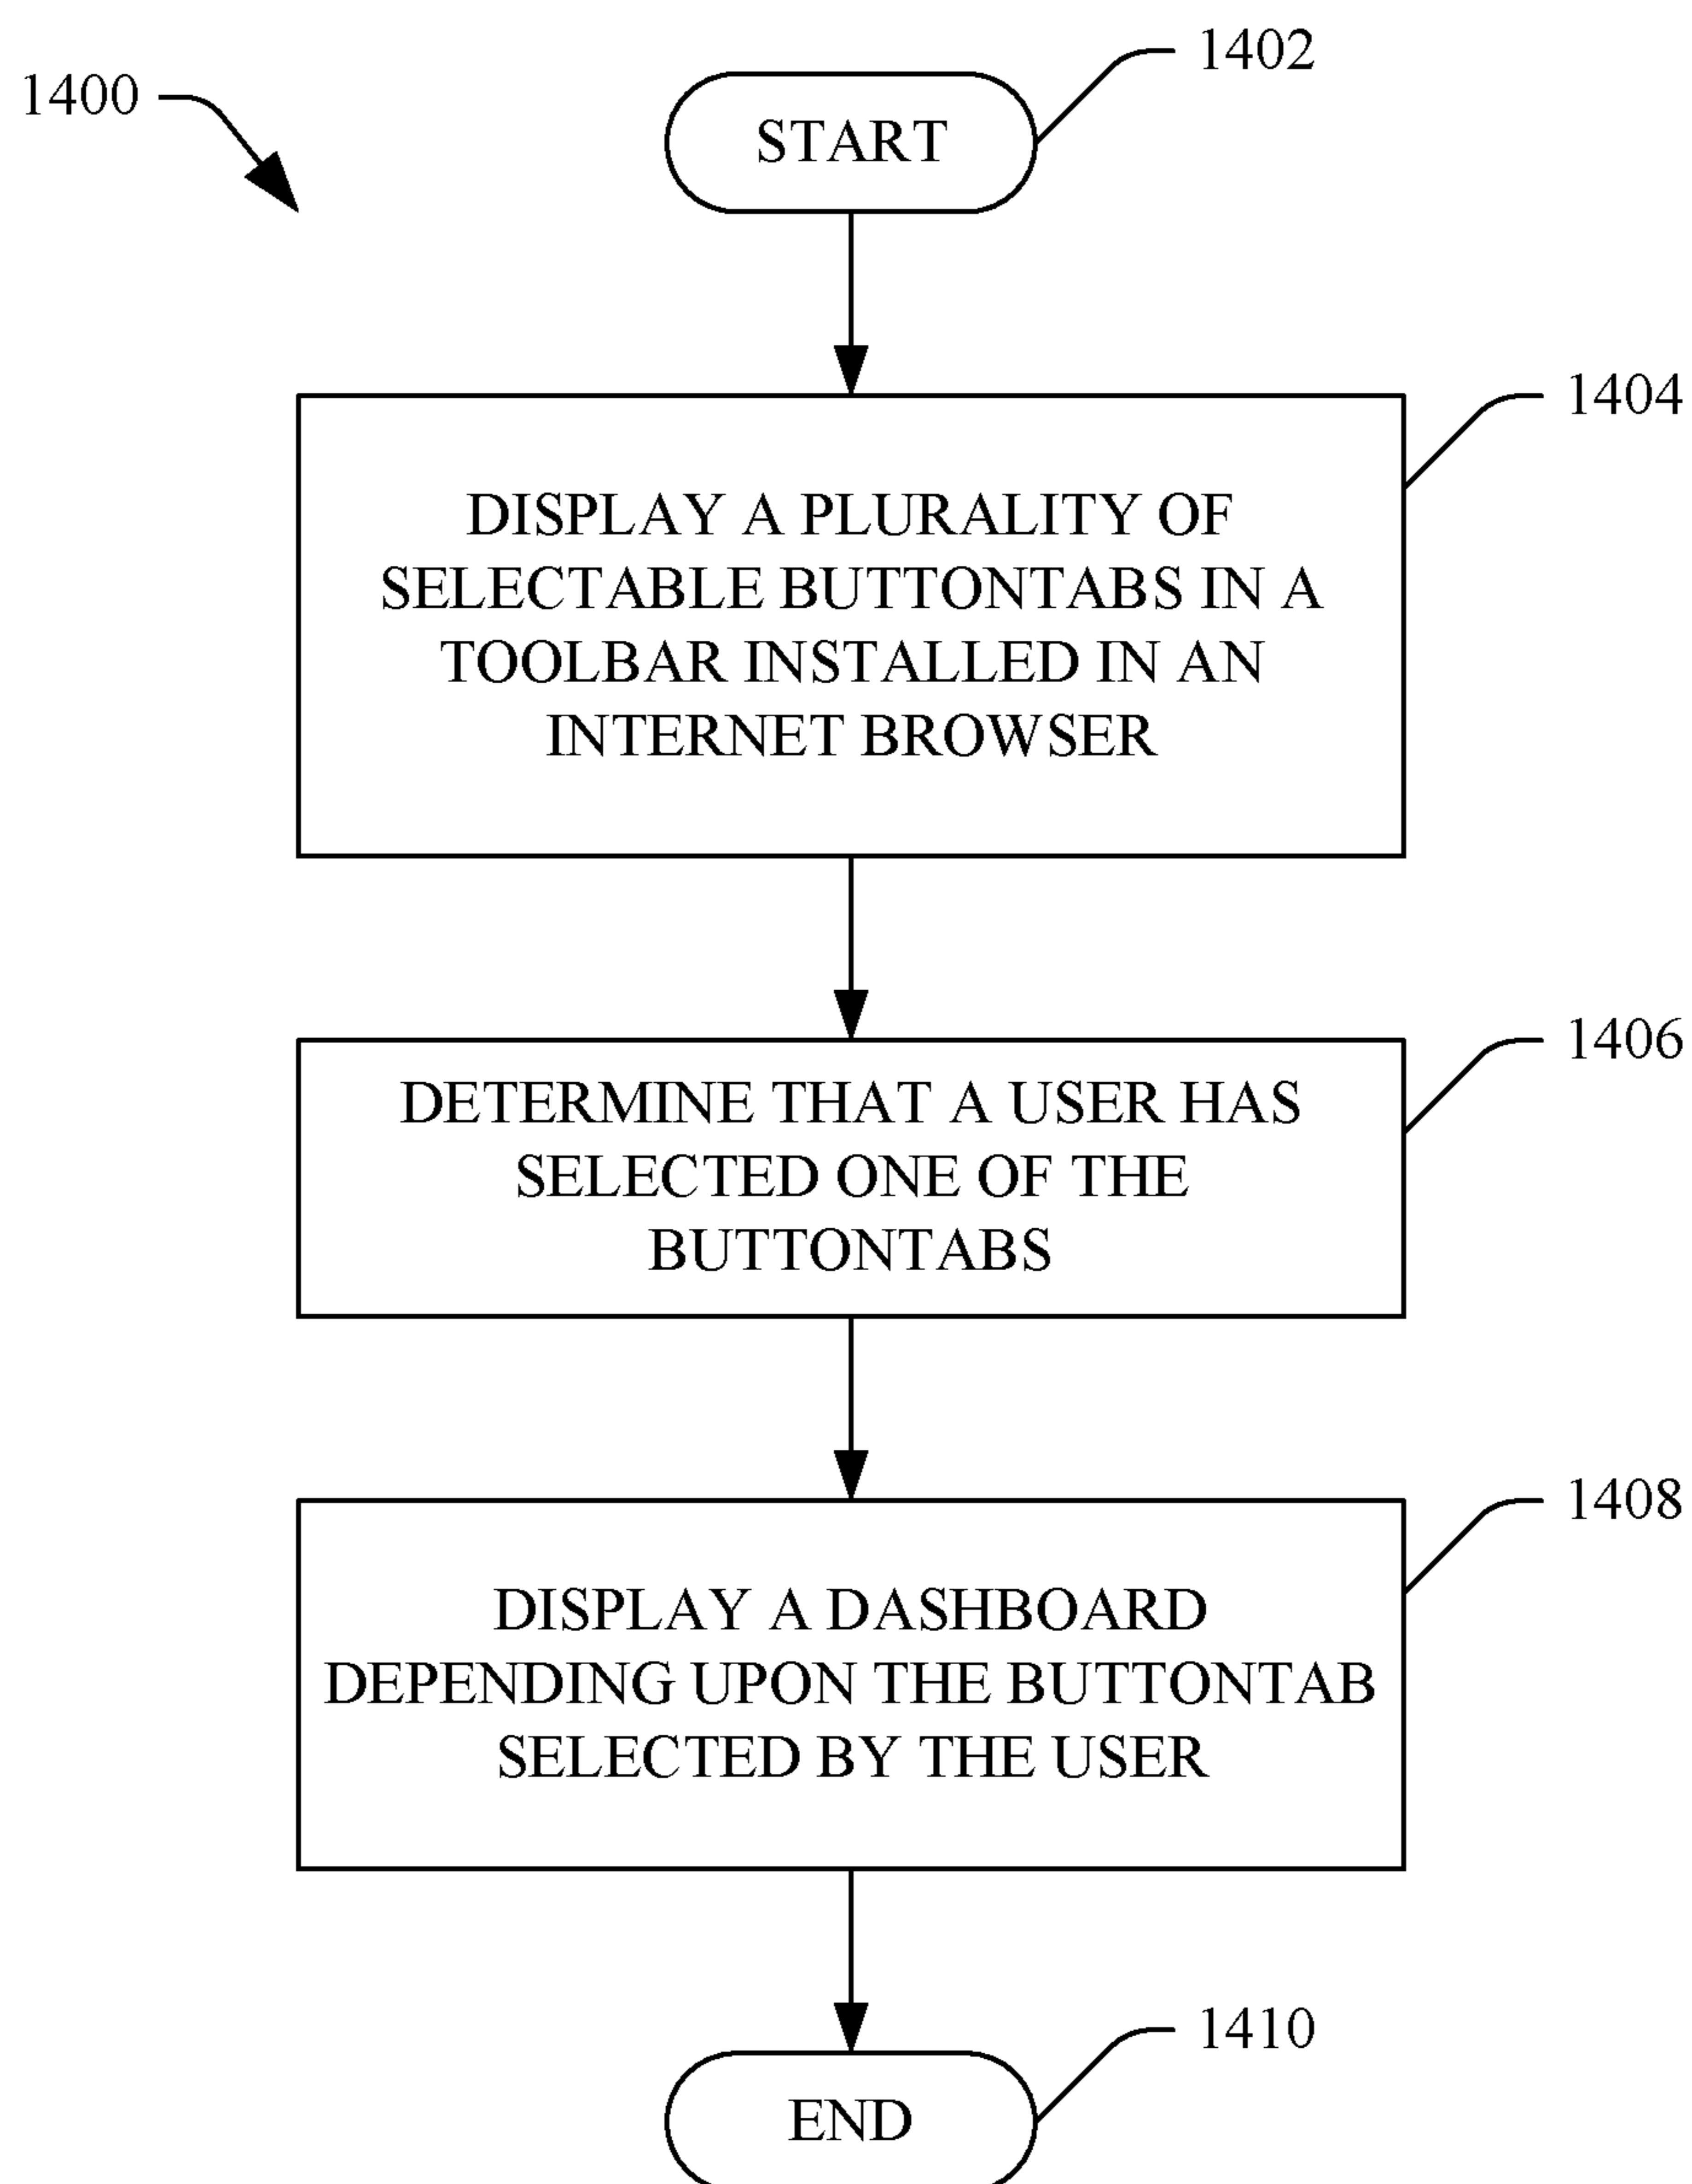 1402
1400
START
1404
DISPLAY A PLURALITY OF
SELECTABLE BUTTONTABS IN A
TOOLBAR INSTALLED IN AN
INTERNET BROWSER
1406
DETERMINE THAT A USER HAS
SELECTED ONE OF THE
BUTTONTABS
1408
DISPLAY A DASHBOARD
DEPENDING UPON THE BUTTONTAB
SELECTED BY THE USER
1410
END